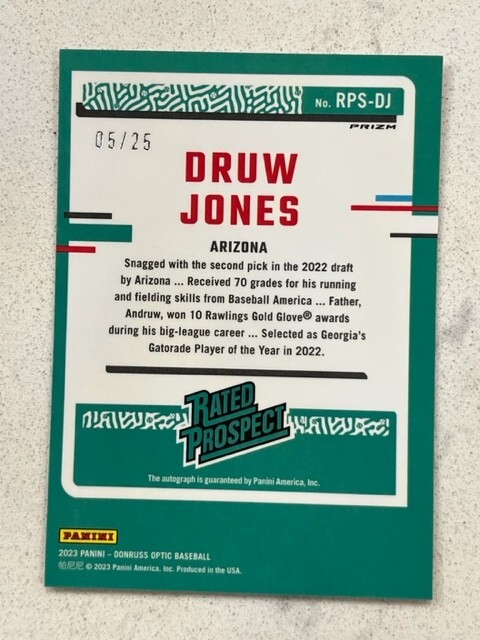 No. RPS-DJ
PRIZM
05/25
DRUW
JONES
ARIZONA
Snagged with the second pick in the 2022 draft
by Arizona ... Received 70 grades for his running
and fielding skills from Baseball America ... Father,
Andruw, won 10 Rawlings Gold Glove® awards
during his big-league career ... Selected as Georgia's
Gatorade Player of the Year in 2022.
RATED
PROSPECT
The autograph is guaranteed by Panini America, Inc.
PANINI
2023 PANINI – DONRUSS OPTIC BASEBALL
帕尼尼 © 2023 Panini America, Inc. Produced in the USA.